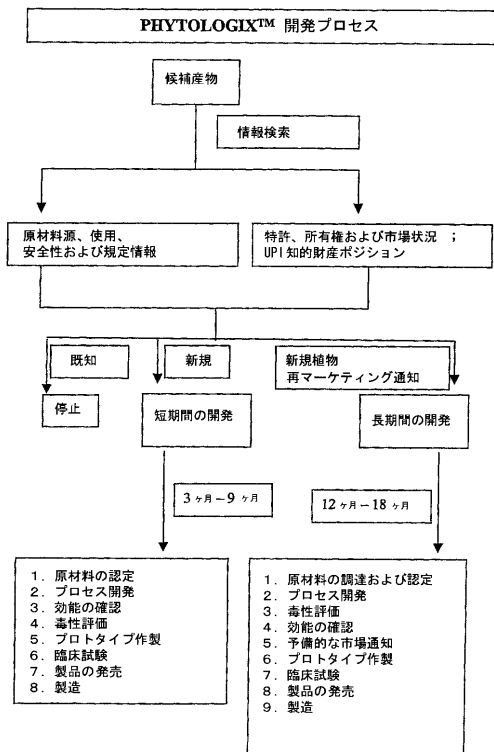 PHYTOLOGIX™ 開発プロセス
候補産物
情報検索
原材料源、使用、
安全性および規定情報
特許、所有権および市場状況 ;
UPI知的財産ポジション
既知
新規
新規植物
再マーケティング通知
停止
短期間の開発
長期間の開発
3ヶ月−9ヶ月
12ヶ月−18ヶ月
1. 原材料の認定
2. プロセス開発
3. 効能の確認
4. 毒性評価
5. プロトタイプ作製
6. 臨床試験
7. 製品の発売
8. 製造
1. 原材料の調達および認定
2. プロセス開発
3. 毒性評価
4. 効能の確認
5. 予備的な市場通知
6. プロトタイプ作製
7. 臨床試験
8. 製品の発売
9. 製造